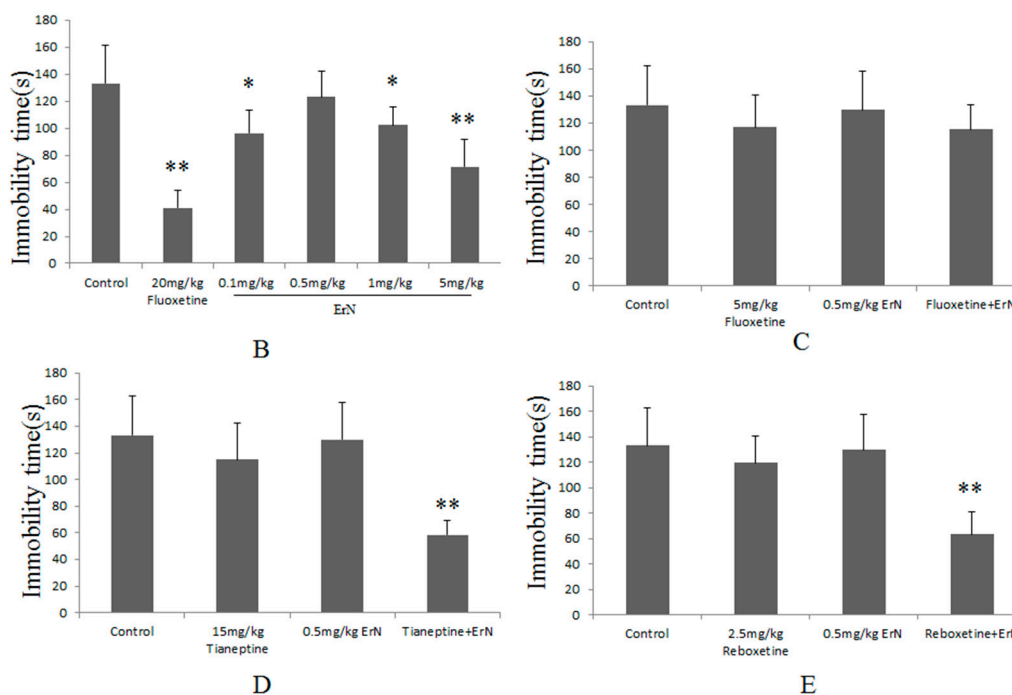 180
160
140
120
100
80
60
40
20
0
Immobility time(s)
**
*
*
**
Control 20mg/kg 0.1mg/kg 0.5mg/kg 1mg/kg 5mg/kg
Fluoxetine
ErN
B
180
160
140
120
100
80
60
40
20
0
Immobility time(s)
Control 5mg/kg 0.5mg/kg ErN Fluoxetine+ErN
Fluoxetine
C
180
160
140
120
100
80
60
40
20
0
Immobility time(s)
**
Control 15mg/kg 0.5mg/kg ErN Tianeptine+ErN
Tianeptine
D
180
160
140
120
100
80
60
40
20
0
Immobility time(s)
**
Control 2.5mg/kg 0.5mg/kg ErN Reboxetine+Er
Reboxetine
E